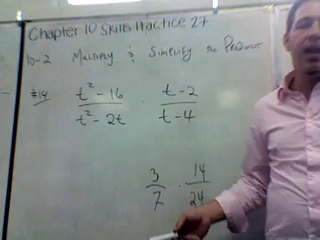 Chapter 10 Skills Practice 27
10-2 Multiply & Simplify the Product
#14 t² - 16 / t² - 2t · t - 2 / t - 4
3/7 · 14/24